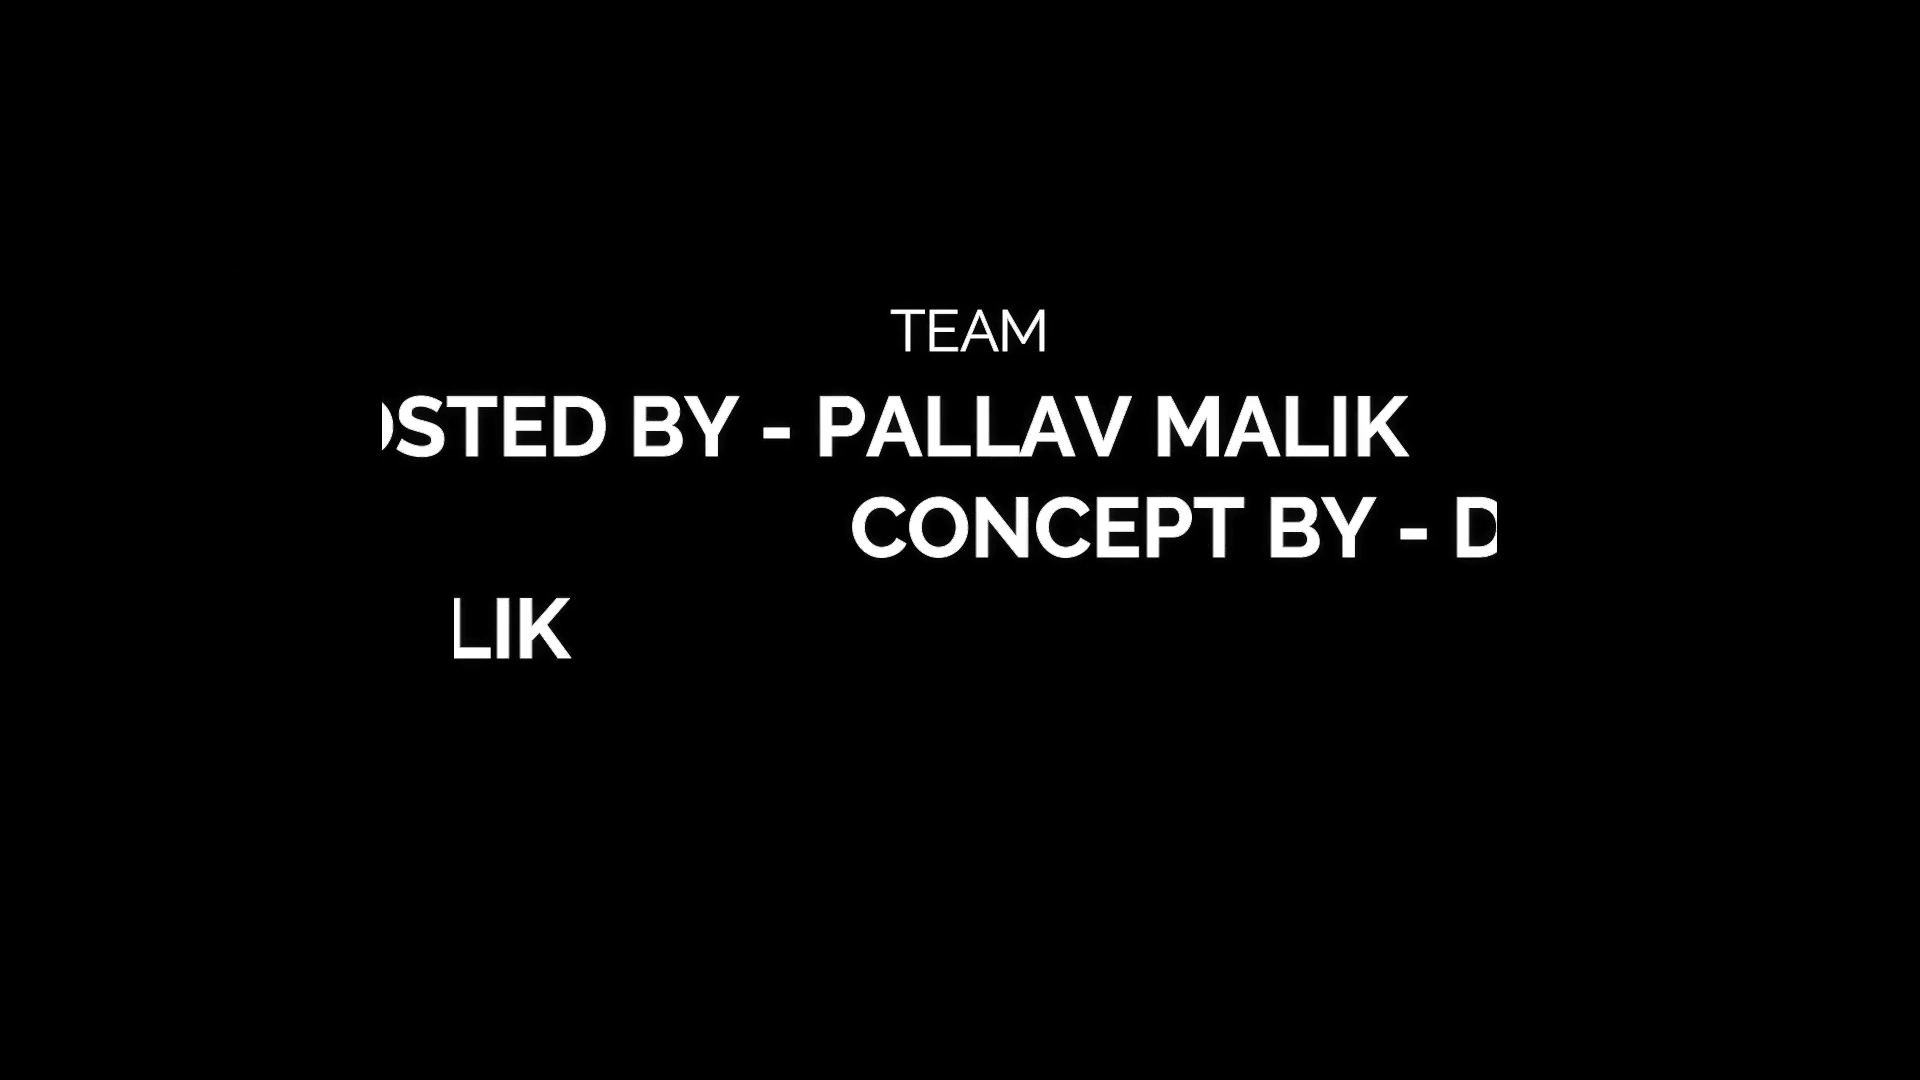 TEAM
OSTED BY - PALLAV MALIK
CONCEPT BY - D
LIK